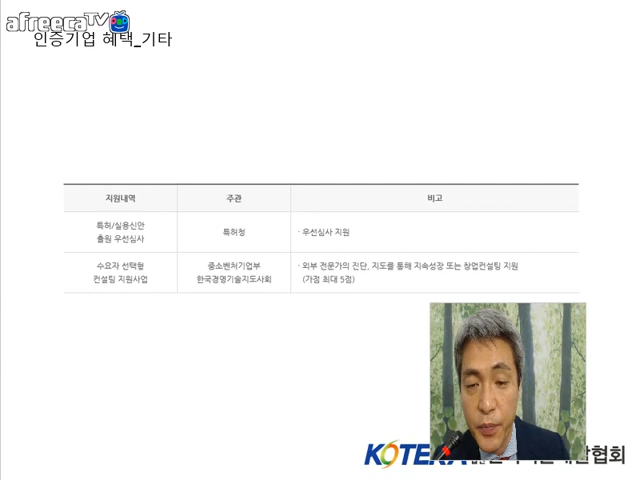 afreecaTV
인증기업 혜택_기타
지원내역 주관 비고
특허/실용신안
출원 우선심사
특허청
· 우선심사 지원
수요자 선택형
컨설팅 지원사업
중소벤처기업부
한국경영기술지도사회
· 외부 전문가의 진단, 지도를 통해 지속성장 또는 창업컨설팅 지원
(가점 최대 5점)